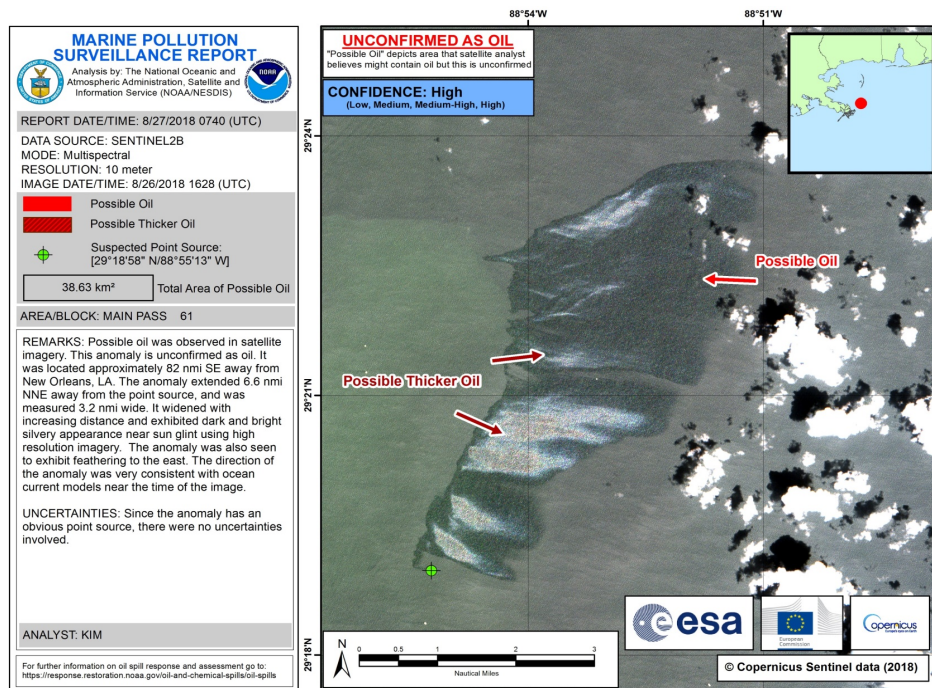 MARINE POLLUTION
SURVEILLANCE REPORT
Analysis by: The National Oceanic and
Atmospheric Administration, Satellite and
Information Service (NOAA/NESDIS)
NOAA
REPORT DATE/TIME: 8/27/2018 0740 (UTC)
DATA SOURCE: SENTINEL2B
MODE: Multispectral
RESOLUTION: 10 meter
IMAGE DATE/TIME: 8/26/2018 1628 (UTC)
Possible Oil
Possible Thicker Oil
Suspected Point Source:
[29°18'58" N/88°55'13" W]
38.63 km² Total Area of Possible Oil
AREA/BLOCK: MAIN PASS 61
REMARKS: Possible oil was observed in satellite
imagery. This anomaly is unconfirmed as oil. It
was located approximately 82 nmi SE away from
New Orleans, LA. The anomaly extended 6.6 nmi
NNE away from the point source, and was
measured 3.2 nmi wide. It widened with
increasing distance and exhibited dark and bright
silvery appearance near sun glint using high
resolution imagery. The anomaly was also seen
to exhibit feathering to the east. The direction of
the anomaly was very consistent with ocean
current models near the time of the image.
UNCERTAINTIES: Since the anomaly has an
obvious point source, there were no uncertainties
involved.
ANALYST: KIM
For further information on oil spill response and assessment go to:
https://response.restoration.noaa.gov/oil-and-chemical-spills/oil-spills
88°54'W
88°51'W
UNCONFIRMED AS OIL
"Possible Oil" depicts area that satellite analyst
believes might contain oil but this is unconfirmed
CONFIDENCE: High
(Low, Medium, Medium-High, High)
29°24'N
29°21'N
29°18'N
Possible Oil
Possible Thicker Oil
N
0 0.5 1 2 3
Nautical Miles
esa
European
Commission
opernicus
Europe's eyes on Earth
© Copernicus Sentinel data (2018)